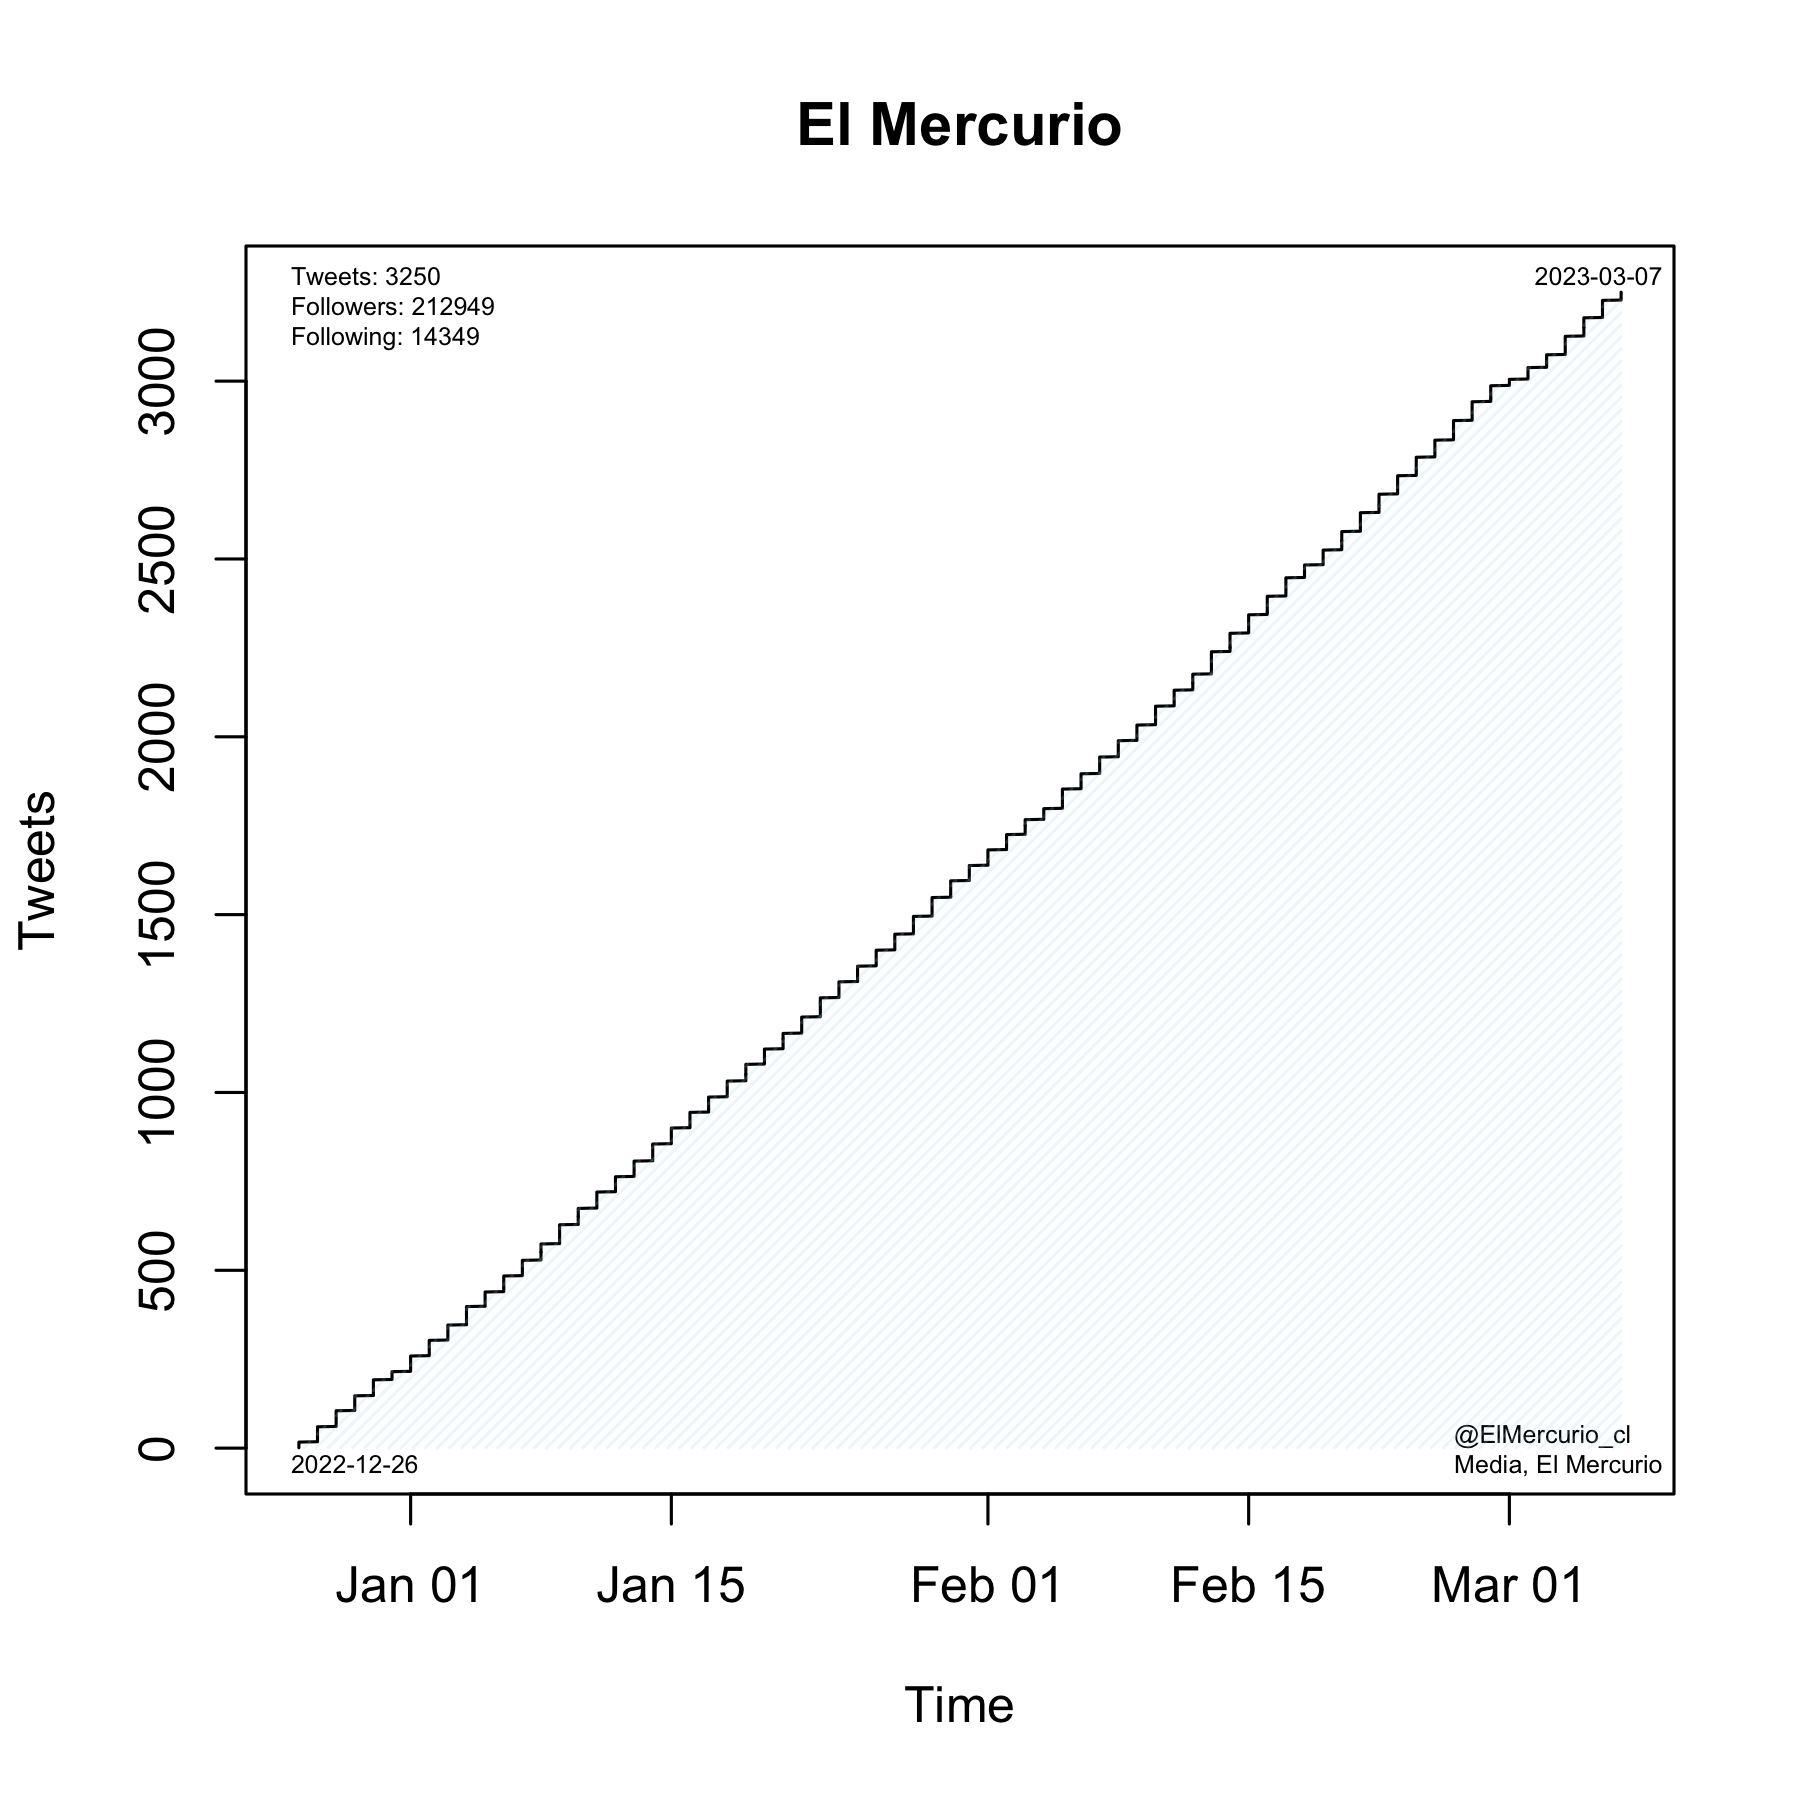 El Mercurio
Tweets: 3250
Followers: 212949
Following: 14349
2023-03-07
Tweets
3000
2500
2000
1500
1000
500
0
2022-12-26
@ElMercurio_cl
Media, El Mercurio
Jan 01 Jan 15 Feb 01 Feb 15 Mar 01
Time